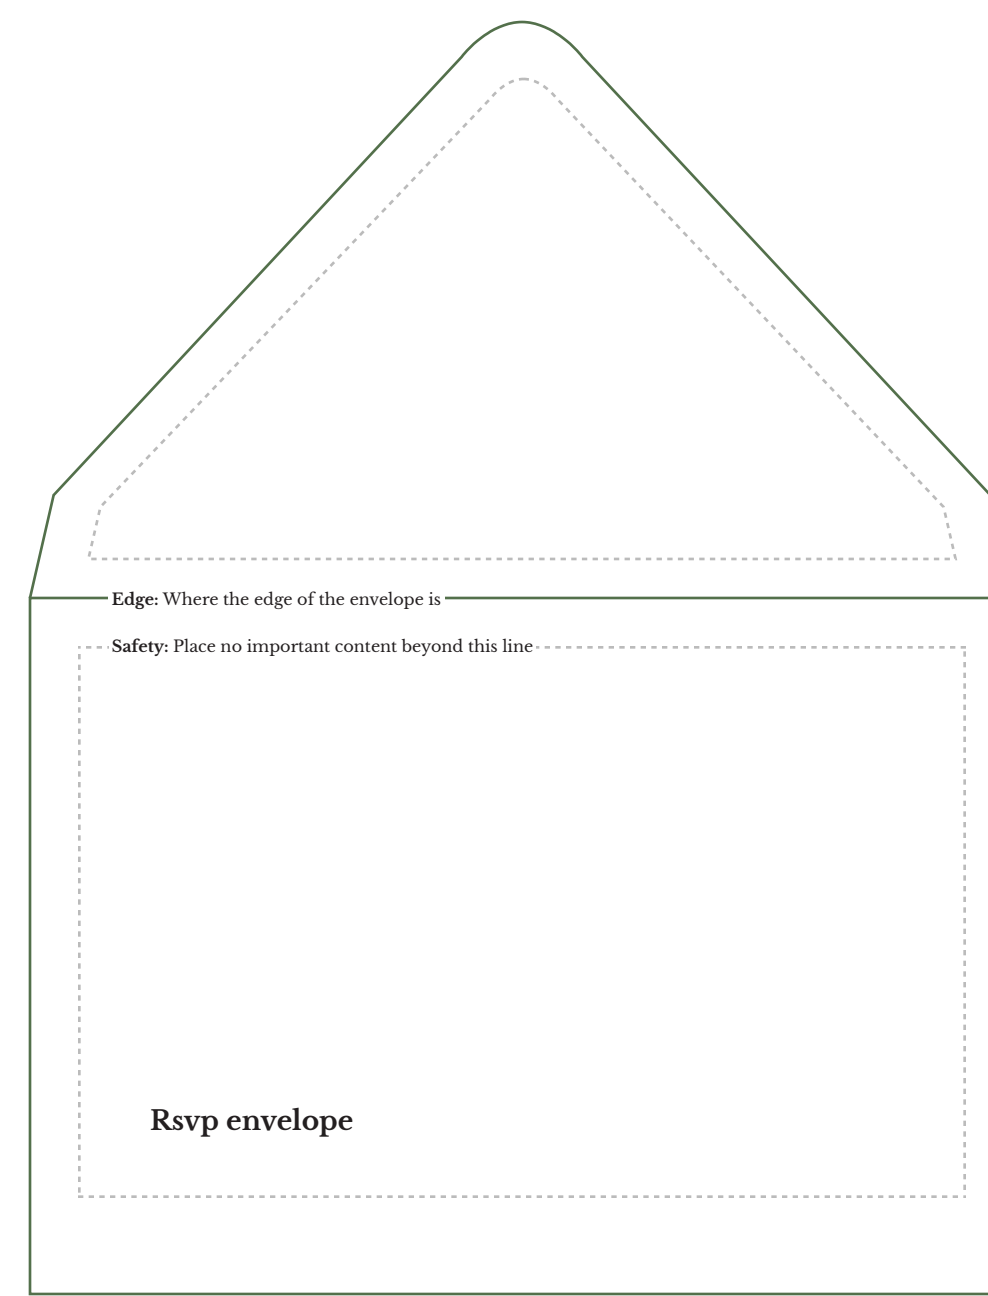 Edge: Where the edge of the envelope is
Safety: Place no important content beyond this line
Rsvp envelope